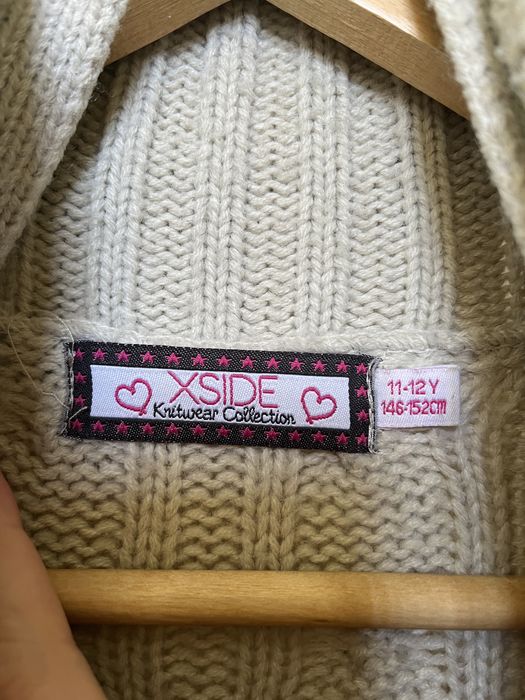 XSIDE
Knitwear Collection
11-12 Y
146-152cm